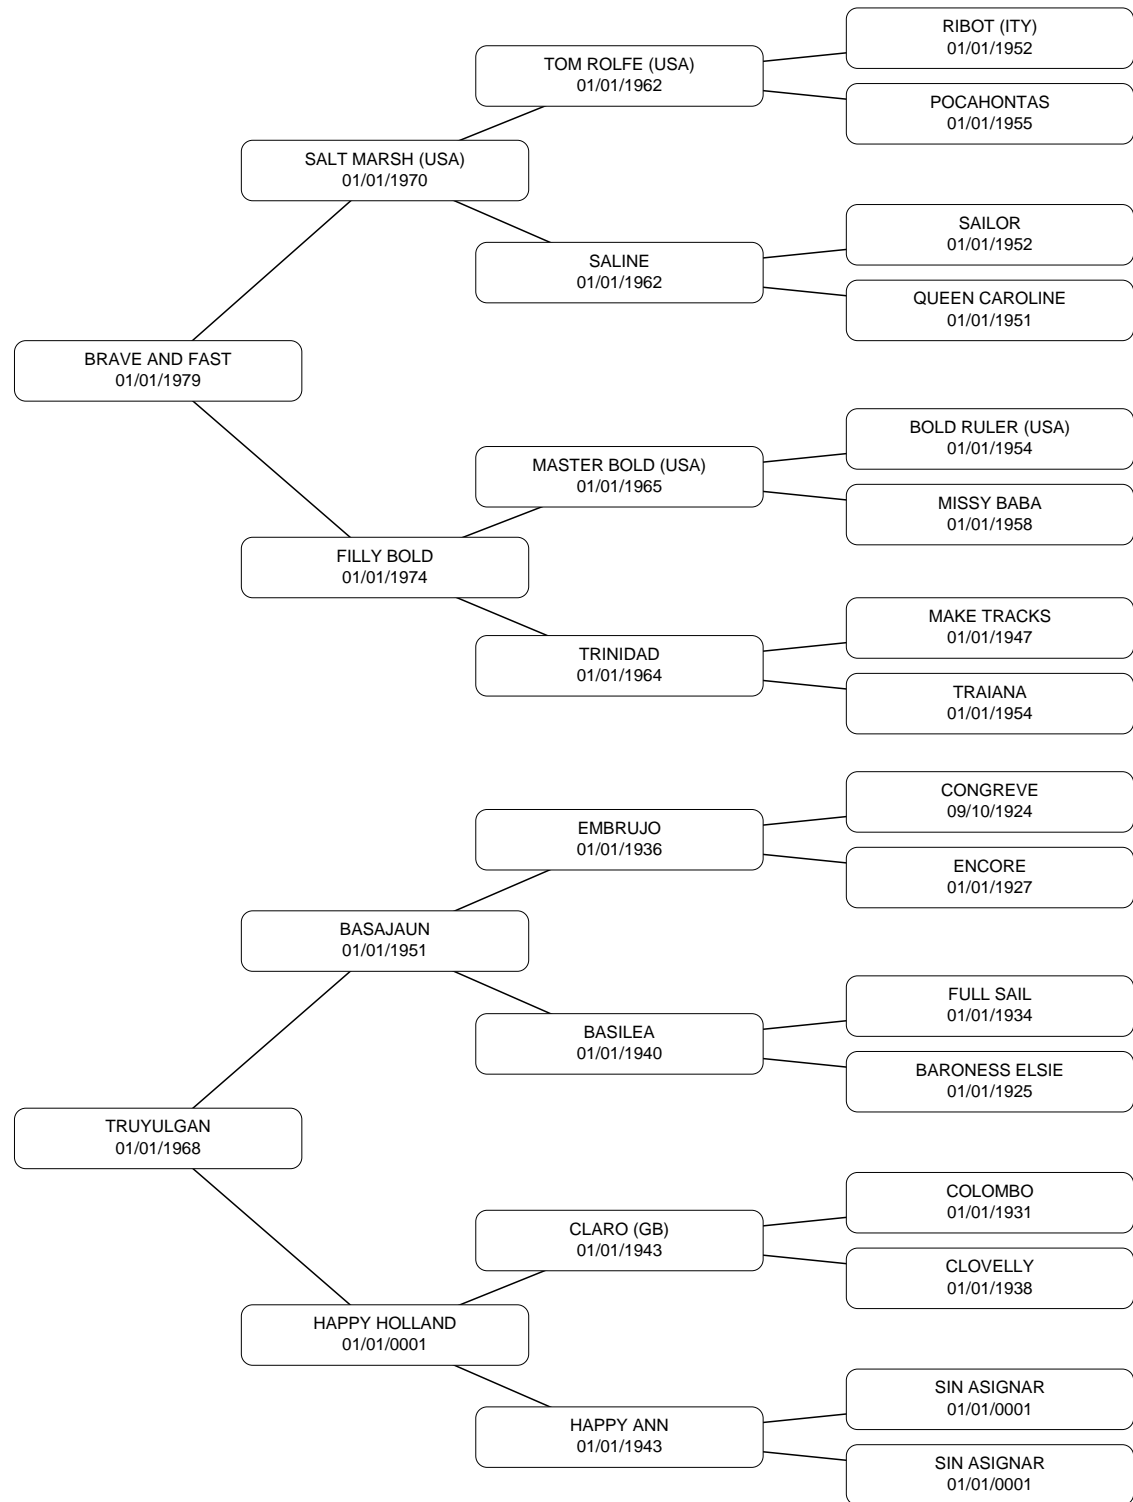 RIBOT (ITY)
01/01/1952
TOM ROLFE (USA)
01/01/1962
POCAHONTAS
01/01/1955
SALT MARSH (USA)
01/01/1970
SAILOR
01/01/1952
SALINE
01/01/1962
QUEEN CAROLINE
01/01/1951
BRAVE AND FAST
01/01/1979
BOLD RULER (USA)
01/01/1954
MASTER BOLD (USA)
01/01/1965
MISSY BABA
01/01/1958
FILLY BOLD
01/01/1974
MAKE TRACKS
01/01/1947
TRINIDAD
01/01/1964
TRAIANA
01/01/1954
CONGREVE
09/10/1924
EMBRUJO
01/01/1936
ENCORE
01/01/1927
BASAJAUN
01/01/1951
FULL SAIL
01/01/1934
BASILEA
01/01/1940
BARONESS ELSIE
01/01/1925
TRUYULGAN
01/01/1968
COLOMBO
01/01/1931
CLARO (GB)
01/01/1943
CLOVELLY
01/01/1938
HAPPY HOLLAND
01/01/0001
SIN ASIGNAR
01/01/0001
HAPPY ANN
01/01/1943
SIN ASIGNAR
01/01/0001